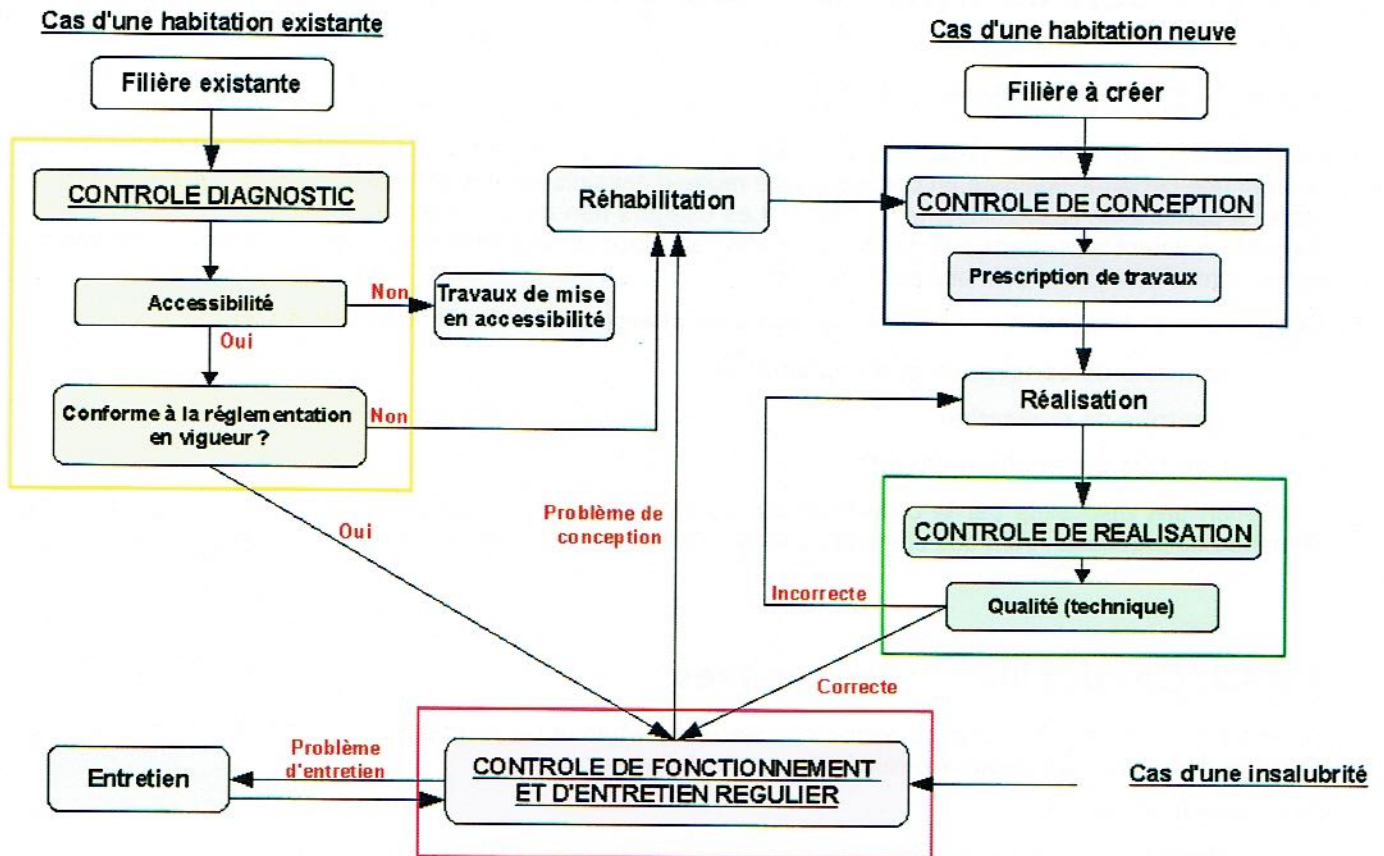 Cas d'une habitation existante
Cas d'une habitation neuve
Filière existante
Filière à créer
CONTROLE DIAGNOSTIC
Réhabilitation
CONTROLE DE CONCEPTION
Accessibilité
Non
Travaux de mise
en accessibilité
Prescription de travaux
Oui
Conforme à la réglementation
en vigueur ?
Non
Réalisation
Oui
Problème de
conception
CONTROLE DE REALISATION
Incorrecte
Qualité (technique)
Correcte
Entretien
Problème
d'entretien
CONTROLE DE FONCTIONNEMENT
ET D'ENTRETIEN REGULIER
Cas d'une insalubrité